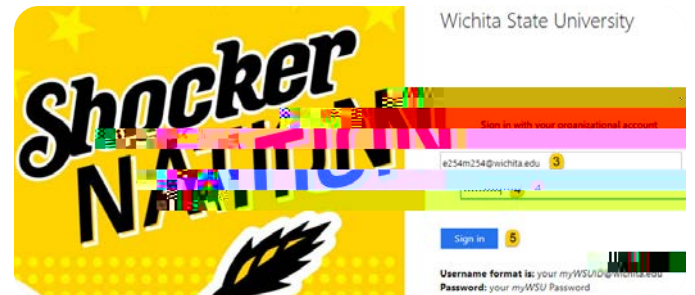 Wichita State University
Shocker
NATION
Sign in with your organizational account
e254m254@wichita.edu 3
4
Sign in 5
Username format is: your myWSUID@wichita.edu
Password: your myWSU Password